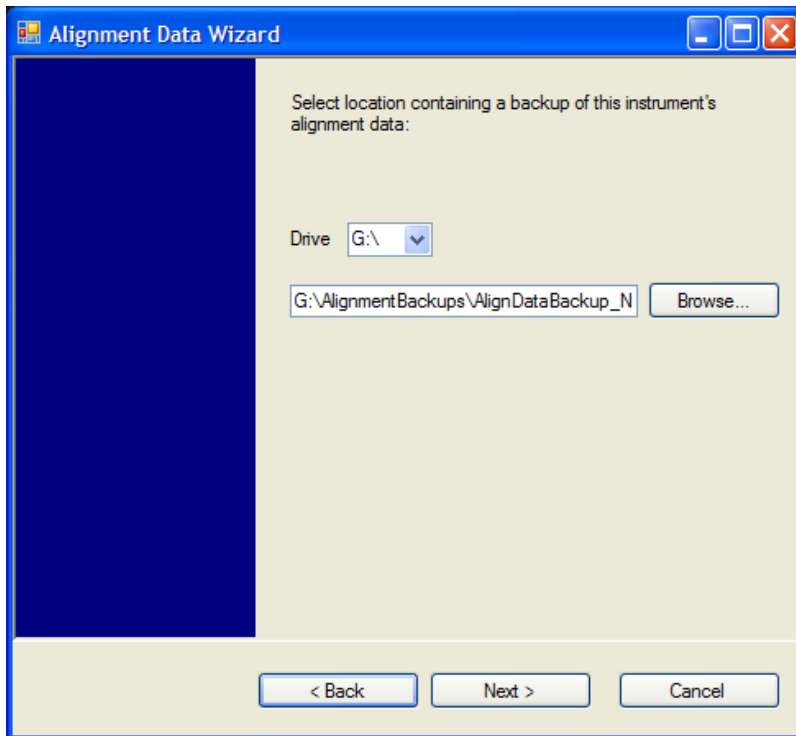 Alignment Data Wizard
Select location containing a backup of this instrument's
alignment data:
Drive G:\
G:\AlignmentBackups\AlignDataBackup_N Browse...
< Back Next > Cancel